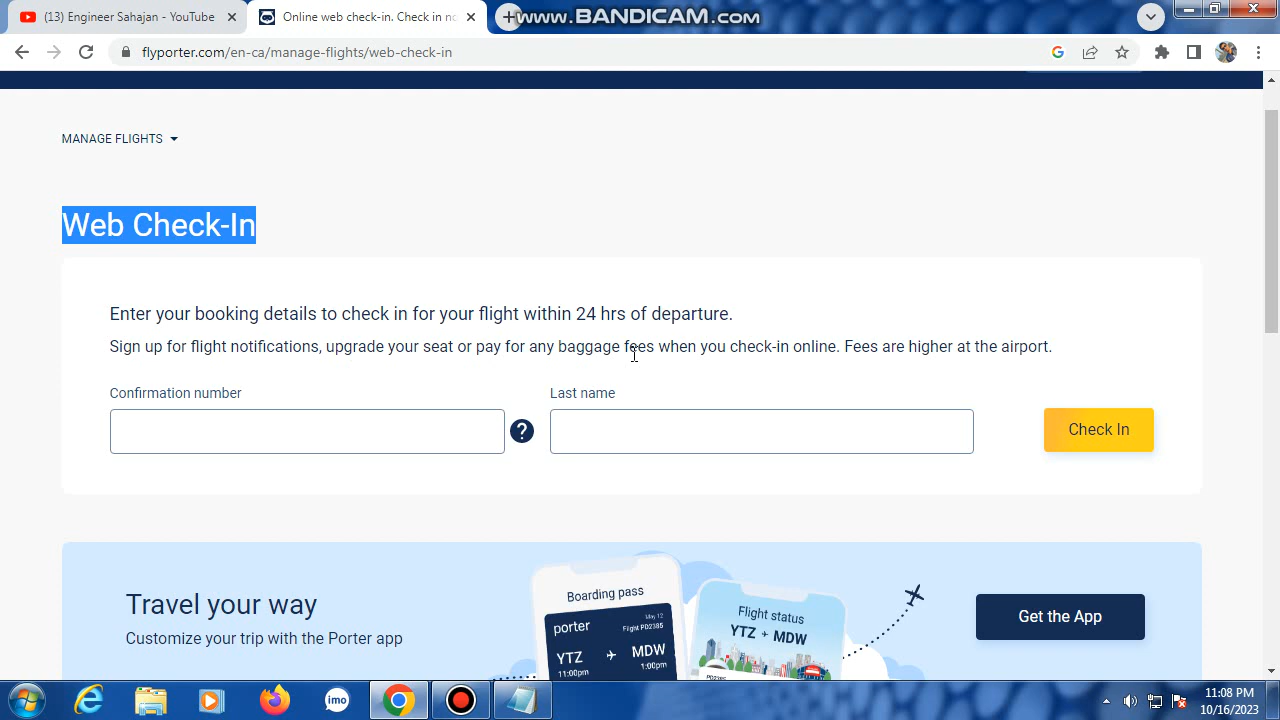 (13) Engineer Sahajan - YouTube
Online web check-in. Check in no
www.BANDICAM.com
flyporter.com/en-ca/manage-flights/web-check-in
MANAGE FLIGHTS
Web Check-In
Enter your booking details to check in for your flight within 24 hrs of departure.
Sign up for flight notifications, upgrade your seat or pay for any baggage fees when you check-in online. Fees are higher at the airport.
Confirmation number
Last name
?
Check In
Travel your way
Customize your trip with the Porter app
Boarding pass
porter
May 12
Flight PD2385
YTZ
MDW
11:00pm
1:00pm
Flight status
YTZ MDW
Get the App
imo
11:08 PM
10/16/2023